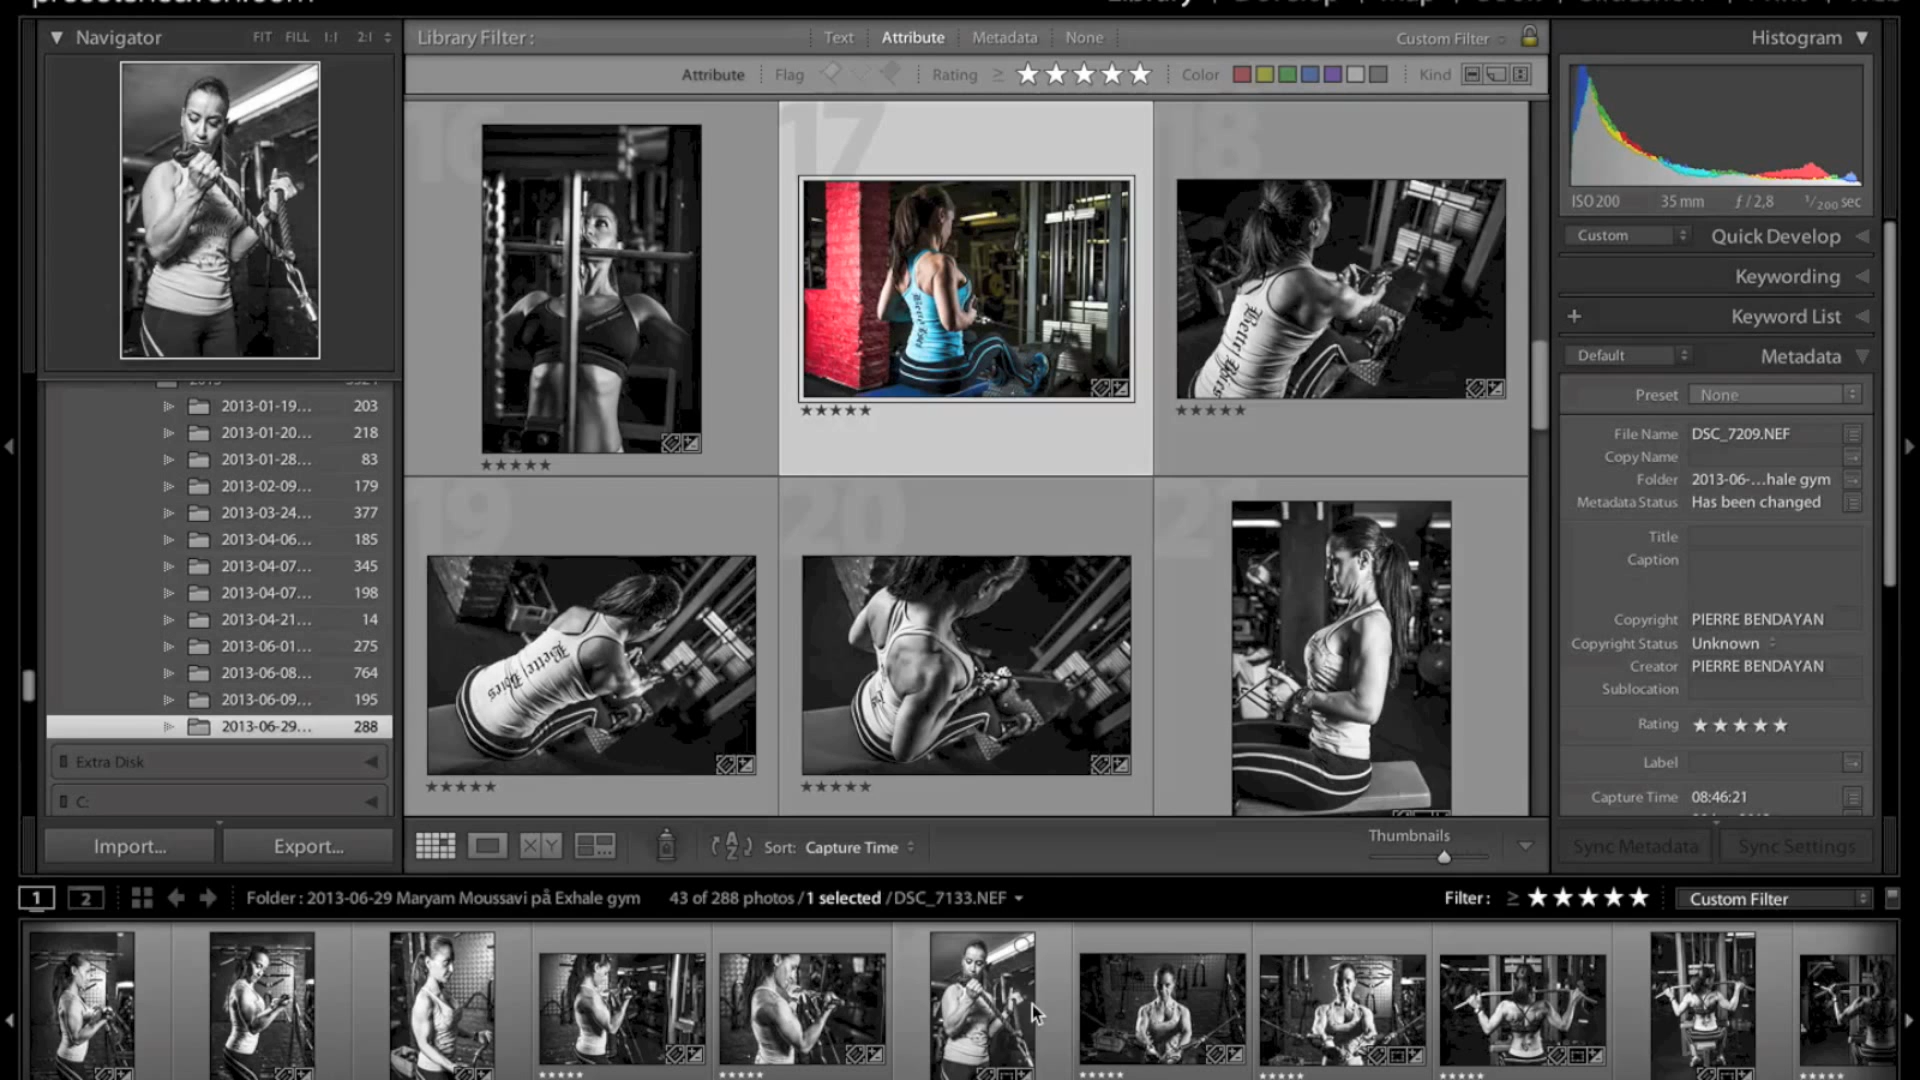 Navigator FIT FILL 1:1 2:1
Library Filter : Text Attribute Metadata None Custom Filter
Histogram
Attribute Flag Rating ≥ ★★★★★ Color Kind
16 17 18
ISO 200 35 mm ƒ / 2,8 1/200 sec
Custom Quick Develop
Keywording
+ Keyword List
Default Metadata
Preset None
File Name DSC_7209.NEF
Copy Name
Folder 2013-06-...hale gym
Metadata Status Has been changed
Title
Caption
Copyright PIERRE BENDAYAN
Copyright Status Unknown
Creator PIERRE BENDAYAN
Sublocation
Rating ★★★★★
Label
Capture Time 08:46:21
Sync Metadata Sync Settings
2013-01-19... 203
2013-01-20... 218
2013-01-28... 83
2013-02-09... 179
2013-03-24... 377
2013-04-06... 185
2013-04-07... 345
2013-04-07... 198
2013-04-21... 14
2013-06-01... 275
2013-06-08... 764
2013-06-09... 195
2013-06-29... 288
Extra Disk
C:
Import... Export...
★★★★★
★★★★★
★★★★★
19 20 21
★★★★★
★★★★★
Sort: Capture Time Thumbnails
1 2 Folder : 2013-06-29 Maryam Moussavi på Exhale gym 43 of 288 photos / 1 selected / DSC_7133.NEF Filter : ≥ ★★★★★ Custom Filter